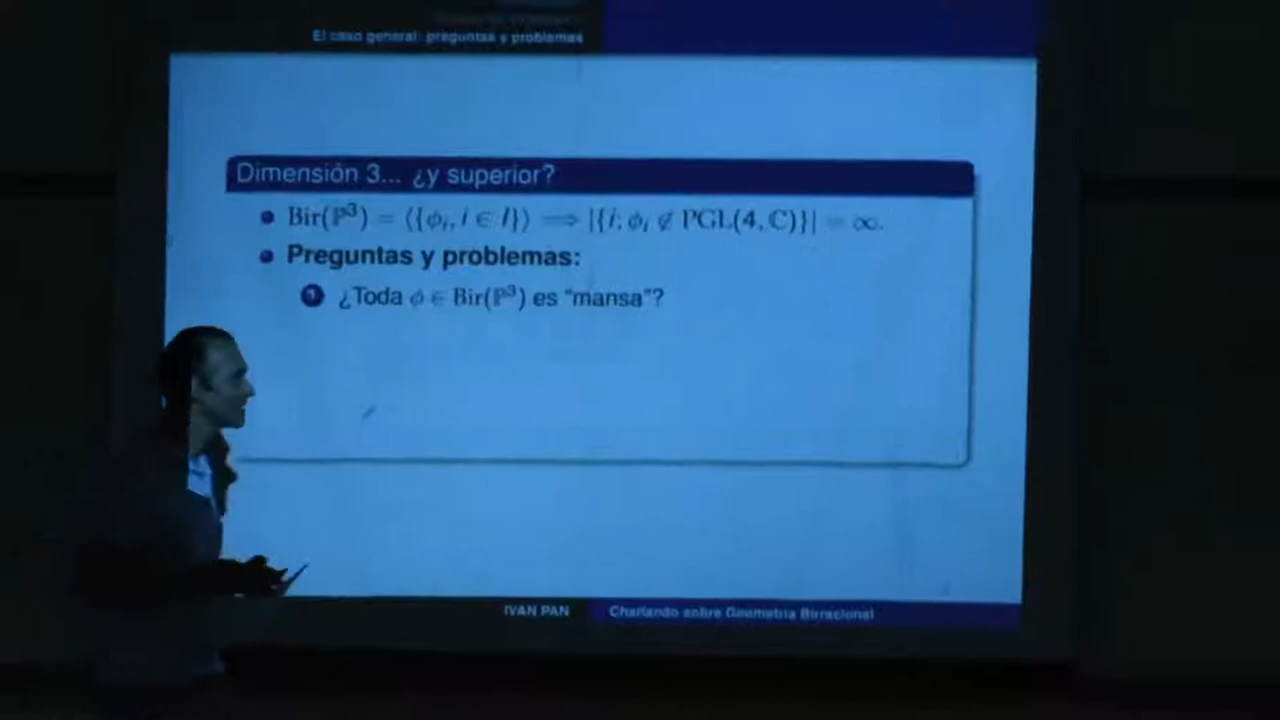 El caso general: preguntas y problemas
Dimensión 3... ¿y superior?
Bir(ℙ³) = ⟨{ϕᵢ, i ∈ I}⟩ ⟹ |{i; ϕᵢ ∉ PGL(4, ℂ)}| = ∞.
Preguntas y problemas:
1 ¿Toda ϕ ∈ Bir(ℙ³) es “mansa”?
IVAN PAN Charlando sobre Geometría Birracional